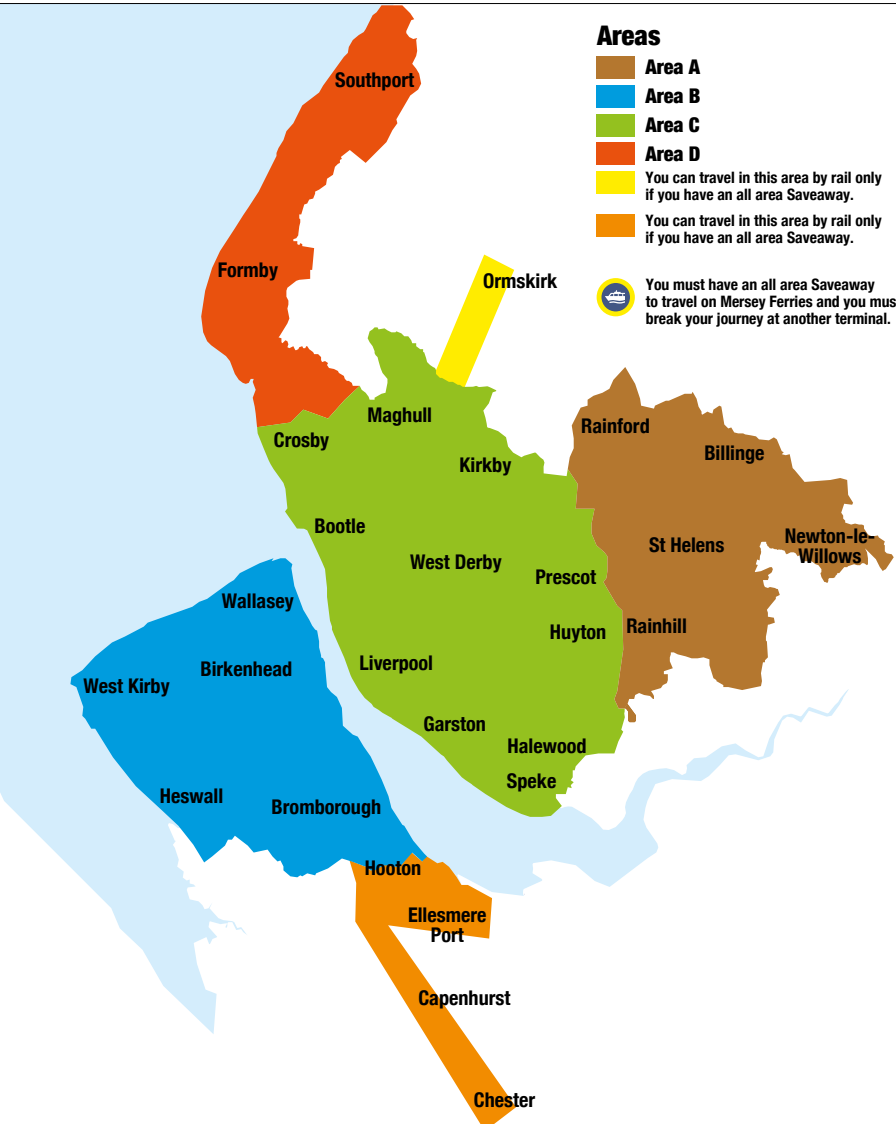 Areas
Area A
Area B
Area C
Area D
You can travel in this area by rail only
if you have an all area Saveaway.
You can travel in this area by rail only
if you have an all area Saveaway.
You must have an all area Saveaway
to travel on Mersey Ferries and you mus
break your journey at another terminal.
Southport
Formby
Ormskirk
Maghull
Crosby
Kirkby
Rainford
Billinge
Bootle
West Derby
Prescot
St Helens
Newton-le-
Willows
Wallasey
Huyton
Rainhill
Birkenhead
Liverpool
West Kirby
Garston
Halewood
Speke
Heswall
Bromborough
Hooton
Ellesmere
Port
Capenhurst
Chester